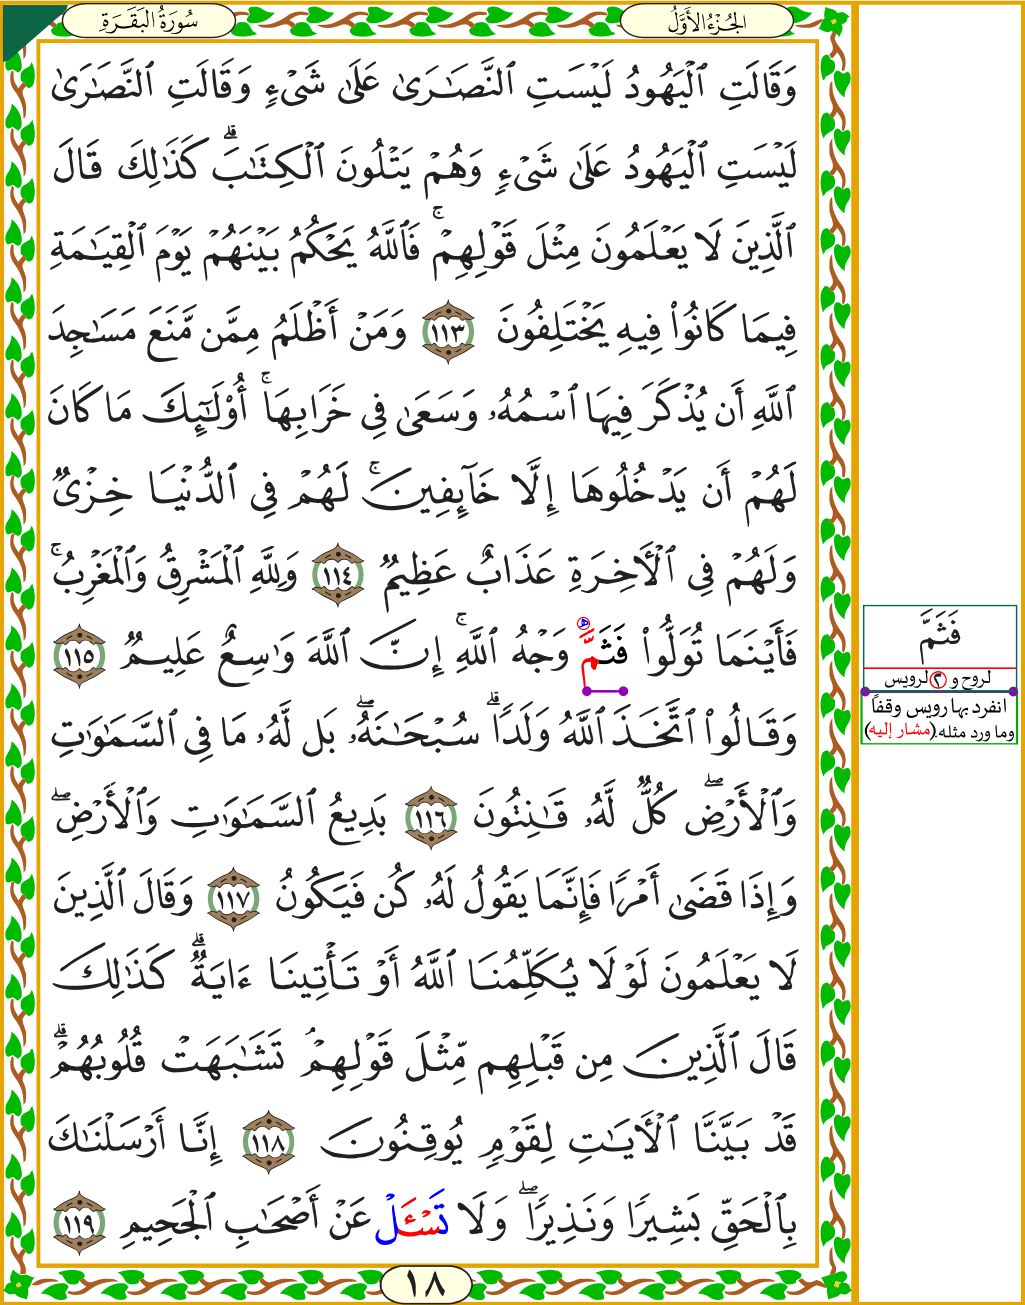 الجُزْءُ الأَوَّلُ
سُورَةُ البَقَرَةِ
وَقَالَتِ ٱلْيَهُودُ لَيْسَتِ ٱلنَّصَٰرَىٰ عَلَىٰ شَىْءٍ وَقَالَتِ ٱلنَّصَٰرَىٰ
لَيْسَتِ ٱلْيَهُودُ عَلَىٰ شَىْءٍ وَهُمْ يَتْلُونَ ٱلْكِتَٰبَۗ كَذَٰلِكَ قَالَ
ٱلَّذِينَ لَا يَعْلَمُونَ مِثْلَ قَوْلِهِمْۚ فَٱللَّهُ يَحْكُمُ بَيْنَهُمْ يَوْمَ ٱلْقِيَٰمَةِ
فِيمَا كَانُوا۟ فِيهِ يَخْتَلِفُونَ ١١٣ وَمَنْ أَظْلَمُ مِمَّن مَّنَعَ مَسَٰجِدَ
ٱللَّهِ أَن يُذْكَرَ فِيهَا ٱسْمُهُۥ وَسَعَىٰ فِى خَرَابِهَاۚ أُو۟لَٰٓئِكَ مَا كَانَ
لَهُمْ أَن يَدْخُلُوهَا إِلَّا خَآئِفِينَۚ لَهُمْ فِى ٱلدُّنْيَا خِزْىٌ
وَلَهُمْ فِى ٱلْأَخِرَةِ عَذَابٌ عَظِيمٌ ١١٤ وَلِلَّهِ ٱلْمَشْرِقُ وَٱلْمَغْرِبُۚ
فَأَيْنَمَا تُوَلُّوا۟ فَثَمَّ وَجْهُ ٱللَّهِۚ إِنَّ ٱللَّهَ وَٰسِعٌ عَلِيمٌ ١١٥
وَقَالُوا۟ ٱتَّخَذَ ٱللَّهُ وَلَدًاۗ سُبْحَٰنَهُۥۖ بَل لَّهُۥ مَا فِى ٱلسَّمَٰوَٰتِ
وَٱلْأَرْضِۖ كُلٌّ لَّهُۥ قَٰنِتُونَ ١١٦ بَدِيعُ ٱلسَّمَٰوَٰتِ وَٱلْأَرْضِۖ
وَإِذَا قَضَىٰٓ أَمْرًا فَإِنَّمَا يَقُولُ لَهُۥ كُن فَيَكُونُ ١١٧ وَقَالَ ٱلَّذِينَ
لَا يَعْلَمُونَ لَوْلَا يُكَلِّمُنَا ٱللَّهُ أَوْ تَأْتِينَا ءَايَةٌۗ كَذَٰلِكَ
قَالَ ٱلَّذِينَ مِن قَبْلِهِم مِّثْلَ قَوْلِهِمْۘ تَشَٰبَهَتْ قُلُوبُهُمْۗ
قَدْ بَيَّنَّا ٱلْأَيَٰتِ لِقَوْمٍ يُوقِنُونَ ١١٨ إِنَّآ أَرْسَلْنَٰكَ
بِٱلْحَقِّ بَشِيرًا وَنَذِيرًاۖ وَلَا تَسْـَٔلْ عَنْ أَصْحَٰبِ ٱلْجَحِيمِ ١١٩
١٨
فَثَمَّ
لروح و ٢ لرويس
انفرد بها رويس وقفاً
وما ورد مثله.(مشار إليه)